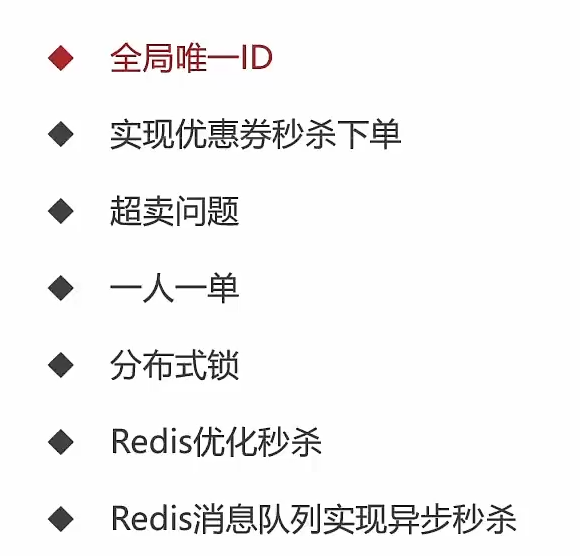 全局唯一ID
实现优惠券秒杀下单
超卖问题
一人一单
分布式锁
Redis优化秒杀
Redis消息队列实现异步秒杀